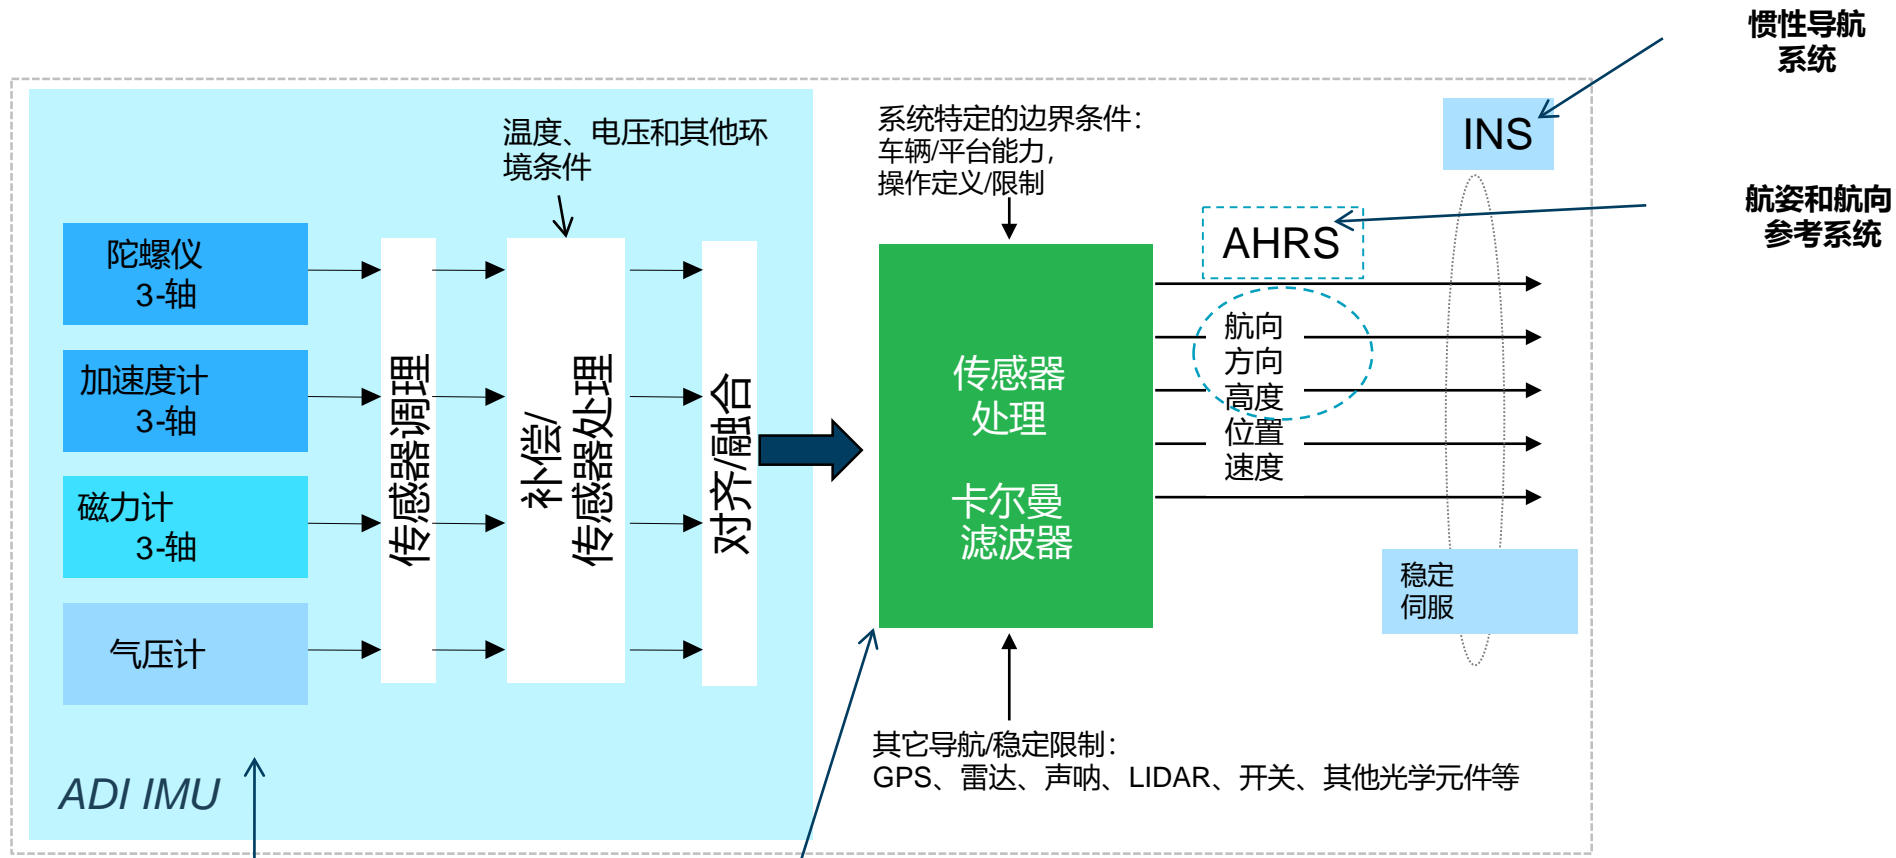 惯性导航
系统
温度、电压和其他环
境条件
系统特定的边界条件：
车辆/平台能力，
操作定义/限制
INS
航姿和航向
参考系统
AHRS
陀螺仪
3-轴
加速度计
3-轴
磁力计
3-轴
气压计
传感器调理
补偿/
传感器处理
对齐/融合
传感器
处理
卡尔曼
滤波器
航向
方向
高度
位置
速度
稳定
伺服
其它导航/稳定限制：
GPS、雷达、声呐、LIDAR、开关、其他光学元件等
ADI IMU